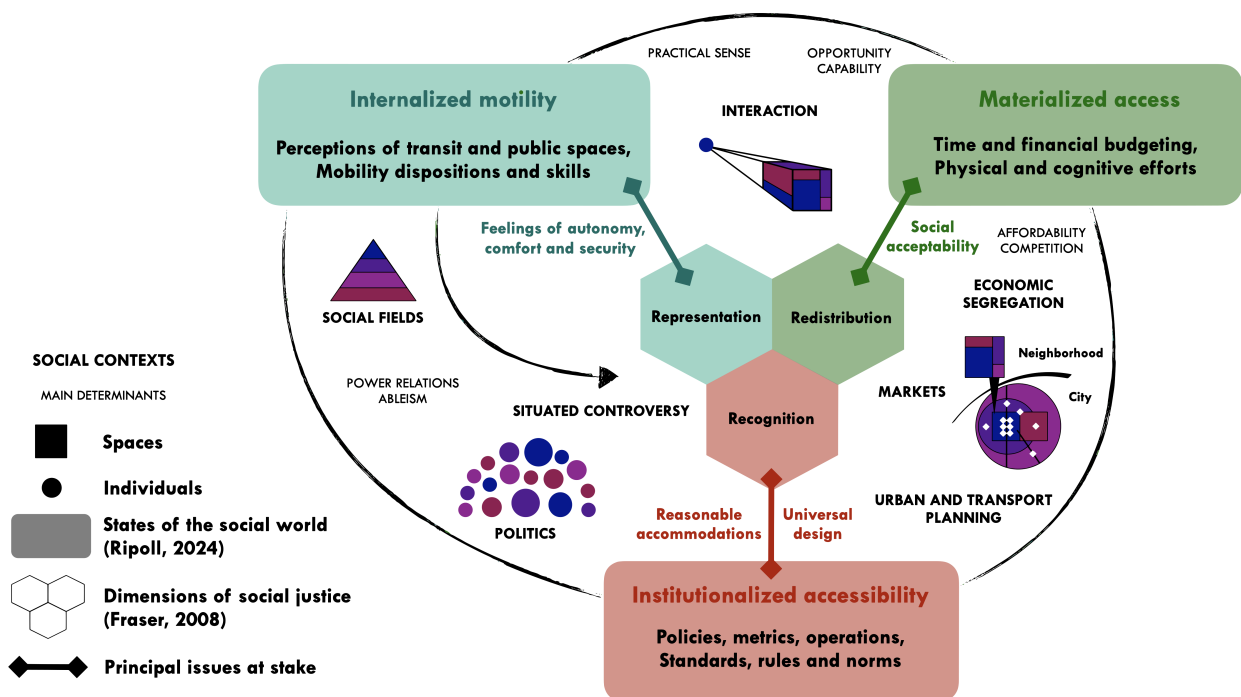 PRACTICAL SENSE
OPPORTUNITY
CAPABILITY
Internalized motility
Perceptions of transit and public spaces,
Mobility dispositions and skills
INTERACTION
Materialized access
Time and financial budgeting,
Physical and cognitive efforts
Feelings of autonomy,
comfort and security
Social
acceptability
AFFORDABILITY
COMPETITION
SOCIAL FIELDS
Representation
Redistribution
ECONOMIC
SEGREGATION
Neighborhood
City
MARKETS
POWER RELATIONS
ABLEISM
SITUATED CONTROVERSY
Recognition
POLITICS
URBAN AND TRANSPORT
PLANNING
Reasonable
accommodations
Universal
design
Institutionalized accessibility
Policies, metrics, operations,
Standards, rules and norms
SOCIAL CONTEXTS
MAIN DETERMINANTS
Spaces
Individuals
States of the social world
(Ripoll, 2024)
Dimensions of social justice
(Fraser, 2008)
Principal issues at stake